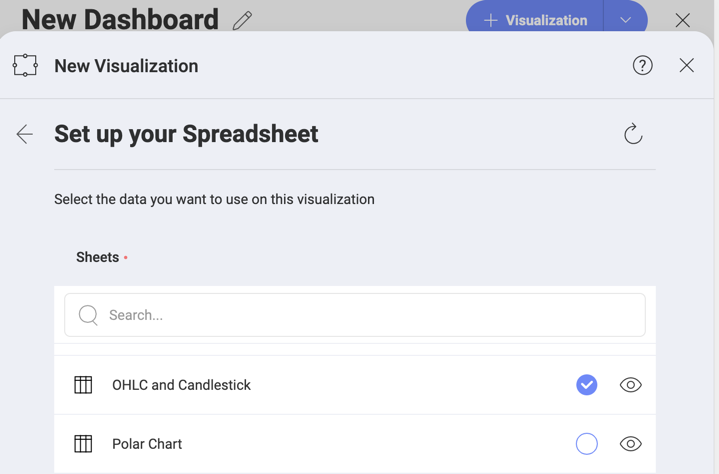 New Dashboard
Visualization
New Visualization
Set up your Spreadsheet
Select the data you want to use on this visualization
Sheets
Search...
OHLC and Candlestick
Polar Chart